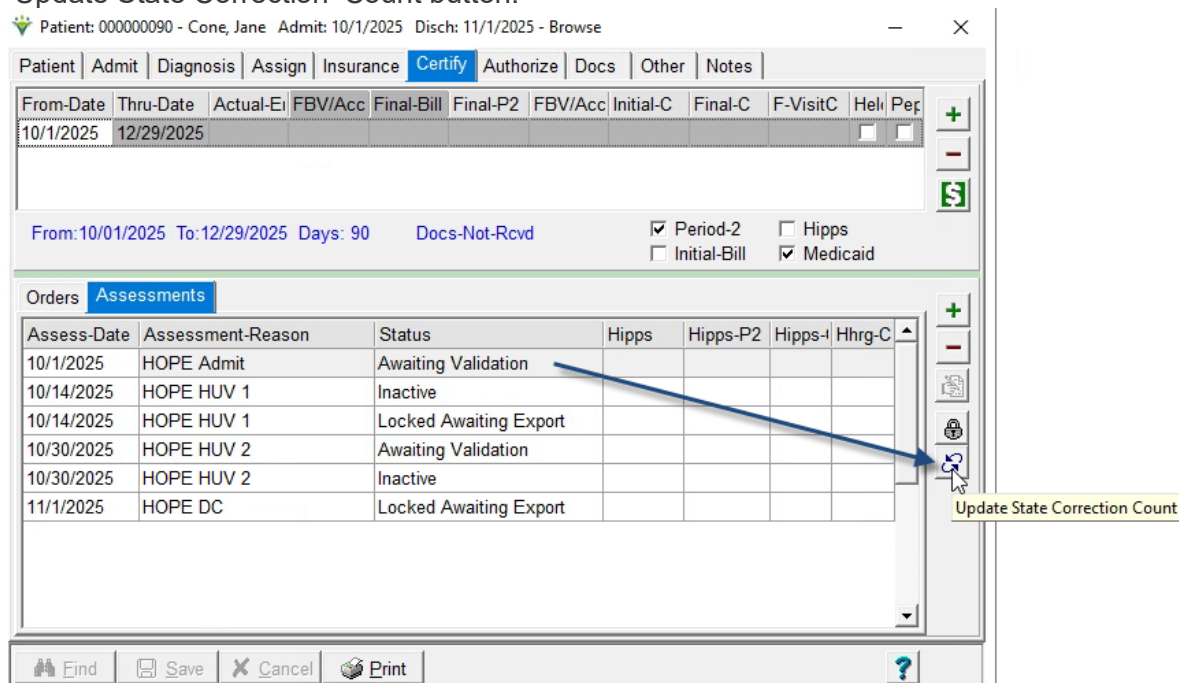 Update State Correction Count button.
Patient: 000000090 - Cone, Jane Admit: 10/1/2025 Disch: 11/1/2025 - Browse
Patient Admit Diagnosis Assign Insurance Certify Authorize Docs Other Notes
From-Date Thru-Date Actual-E FBV/Acc Final-Bill Final-P2 FBV/Acc Initial-C Final-C F-VisitC Hel Pep
10/1/2025 12/29/2025
From:10/01/2025 To:12/29/2025 Days: 90 Docs-Not-Rcvd Period-2 Hipps
Initial-Bill Medicaid
Orders Assessments
Assess-Date Assessment-Reason Status Hipps Hipps-P2 Hipps- Hhrg-C
10/1/2025 HOPE Admit Awaiting Validation
10/14/2025 HOPE HUV 1 Inactive
10/14/2025 HOPE HUV 1 Locked Awaiting Export
10/30/2025 HOPE HUV 2 Awaiting Validation
10/30/2025 HOPE HUV 2 Inactive
11/1/2025 HOPE DC Locked Awaiting Export
Update State Correction Count
Find Save Cancel Print